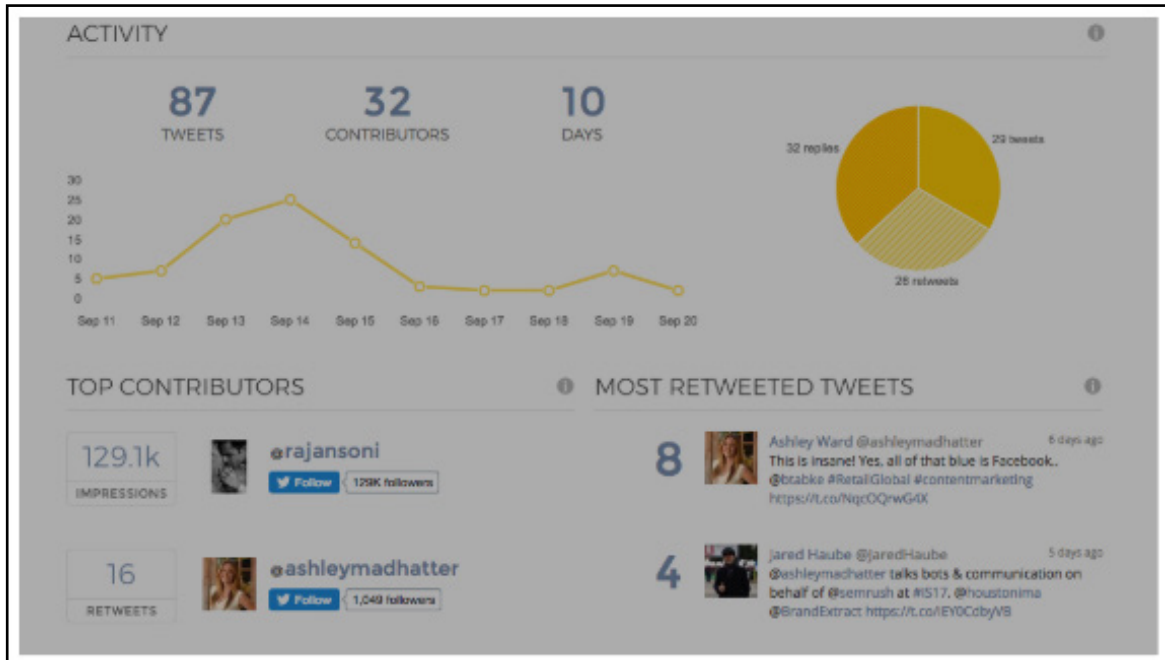 ACTIVITY
87
TWEETS
32
CONTRIBUTORS
10
DAYS
30
25
20
15
10
5
0
Sep 11 Sep 12 Sep 13 Sep 14 Sep 15 Sep 16 Sep 17 Sep 18 Sep 19 Sep 20
32 replies
29 tweets
26 retweets
TOP CONTRIBUTORS
129.1k
IMPRESSIONS
@rajansoni
Follow 129K followers
16
RETWEETS
@ashleymadhatter
Follow 1,049 followers
MOST RETWEETED TWEETS
8
Ashley Ward @ashleymadhatter 6 days ago
This is insane! Yes, all of that blue is Facebook..
@btabke #RetailGlobal #contentmarketing
https://t.co/NqcOQrwG4X
4
Jared Haube @JaredHaube 5 days ago
@ashleymadhatter talks bots & communication on
behalf of @semrush at #IS17. @houstonima
@BrandExtract